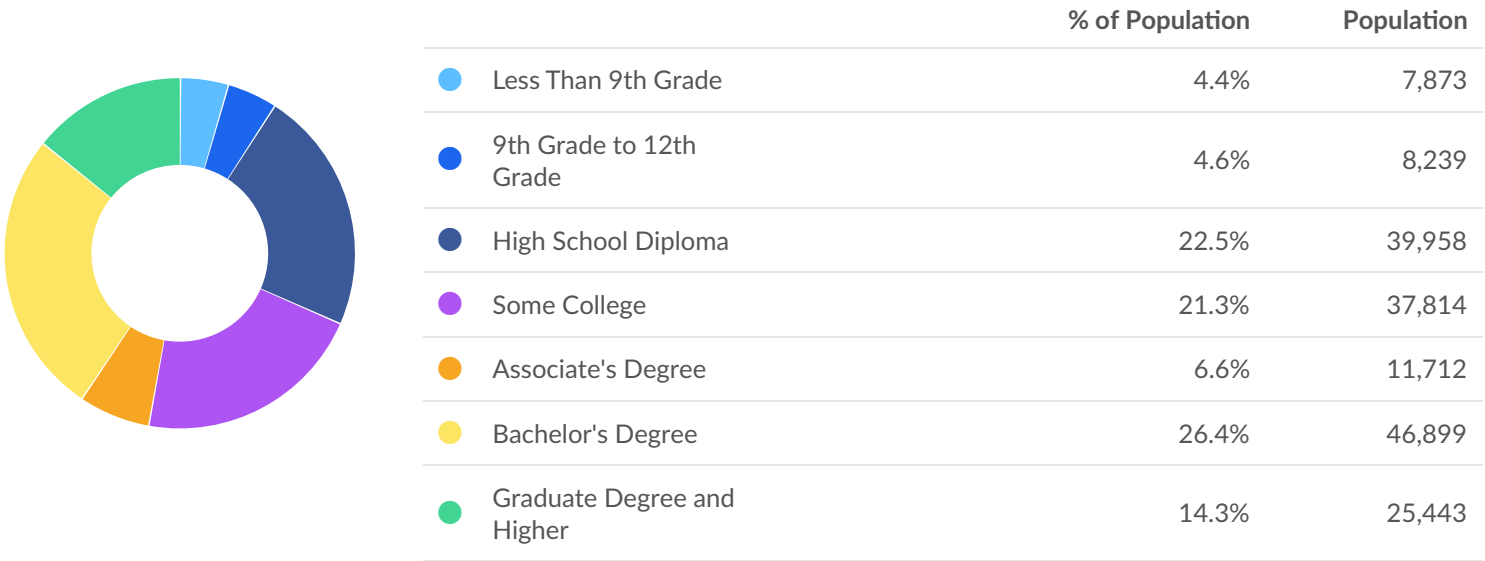 % of Population Population
Less Than 9th Grade 4.4% 7,873
9th Grade to 12th
Grade 4.6% 8,239
High School Diploma 22.5% 39,958
Some College 21.3% 37,814
Associate's Degree 6.6% 11,712
Bachelor's Degree 26.4% 46,899
Graduate Degree and
Higher 14.3% 25,443